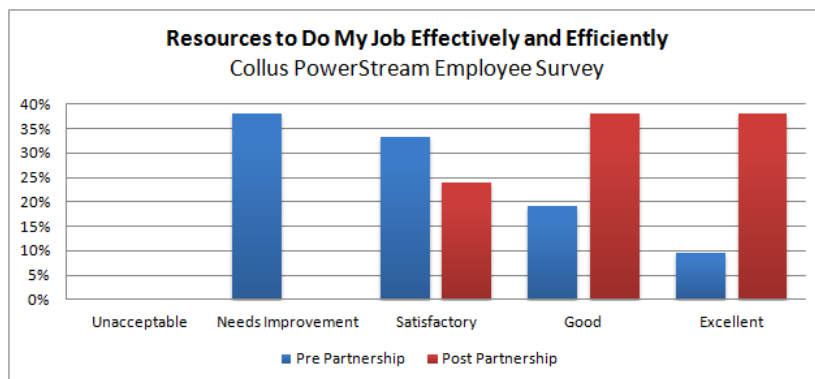 Resources to Do My Job Effectively and Efficiently
Collus PowerStream Employee Survey
40%
35%
30%
25%
20%
15%
10%
5%
0%
Unacceptable Needs Improvement Satisfactory Good Excellent
Pre Partnership Post Partnership